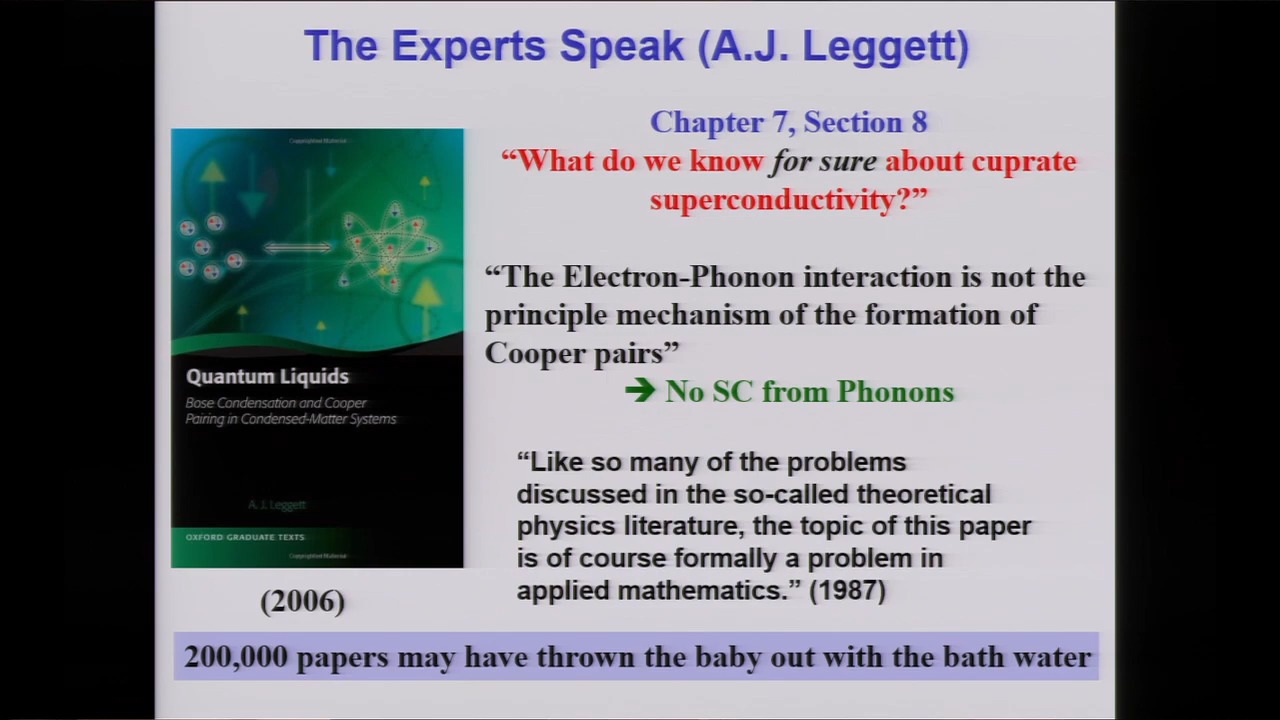 The Experts Speak (A.J. Leggett)
Copyrighted Material
Quantum Liquids
Bose Condensation and Cooper
Pairing in Condensed-Matter Systems
A. J. Leggett
OXFORD GRADUATE TEXTS
Copyrighted Material
(2006)
Chapter 7, Section 8
“What do we know for sure about cuprate
superconductivity?”
“The Electron-Phonon interaction is not the
principle mechanism of the formation of
Cooper pairs”
➔ No SC from Phonons
“Like so many of the problems
discussed in the so-called theoretical
physics literature, the topic of this paper
is of course formally a problem in
applied mathematics.” (1987)
200,000 papers may have thrown the baby out with the bath water